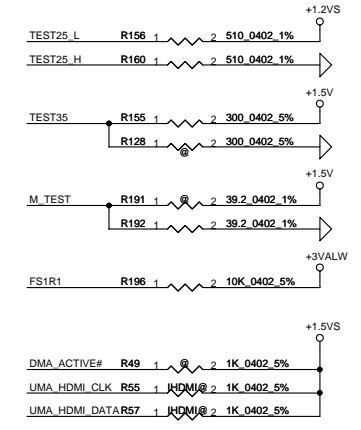 +1.2VS
TEST25_L R156 1 2 510_0402_1%
TEST25_H R160 1 2 510_0402_1%
+1.5V
TEST35 R155 1 2 300_0402_5%
R128 1 @ 2 300_0402_5%
+1.5V
M_TEST R191 1 @ 2 39.2_0402_1%
R192 1 2 39.2_0402_1%
+3VALW
FS1R1 R196 1 2 10K_0402_5%
+1.5VS
DMA_ACTIVE# R49 1 @ 2 1K_0402_5%
UMA_HDMI_CLK R55 1 IHDMI@ 2 1K_0402_5%
UMA_HDMI_DATA R57 1 IHDMI@ 2 1K_0402_5%